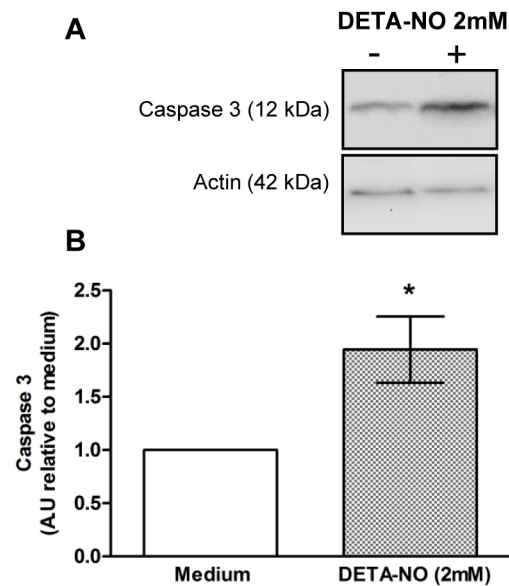 A
DETA-NO 2mM
- +
Caspase 3 (12 kDa)
Actin (42 kDa)
B
2.5
2.0
1.5
1.0
0.5
0.0
Caspase 3
(A.U relative to medium)
*
Medium DETA-NO (2mM)